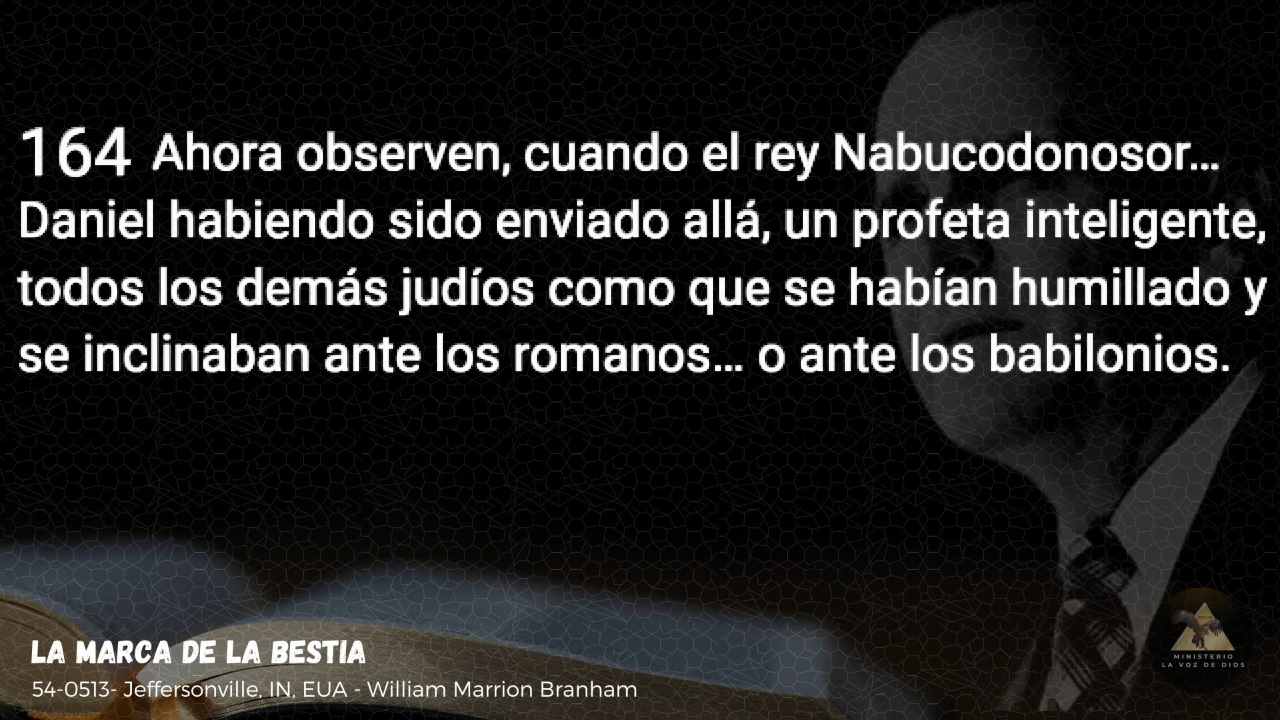 164 Ahora observen, cuando el rey Nabucodonosor...
Daniel habiendo sido enviado allá, un profeta inteligente,
todos los demás judíos como que se habían humillado y
se inclinaban ante los romanos... o ante los babilonios.
LA MARCA DE LA BESTIA
54-0513- Jeffersonville, IN, EUA - William Marrion Branham
MINISTERIO
LA VOZ DE DIOS